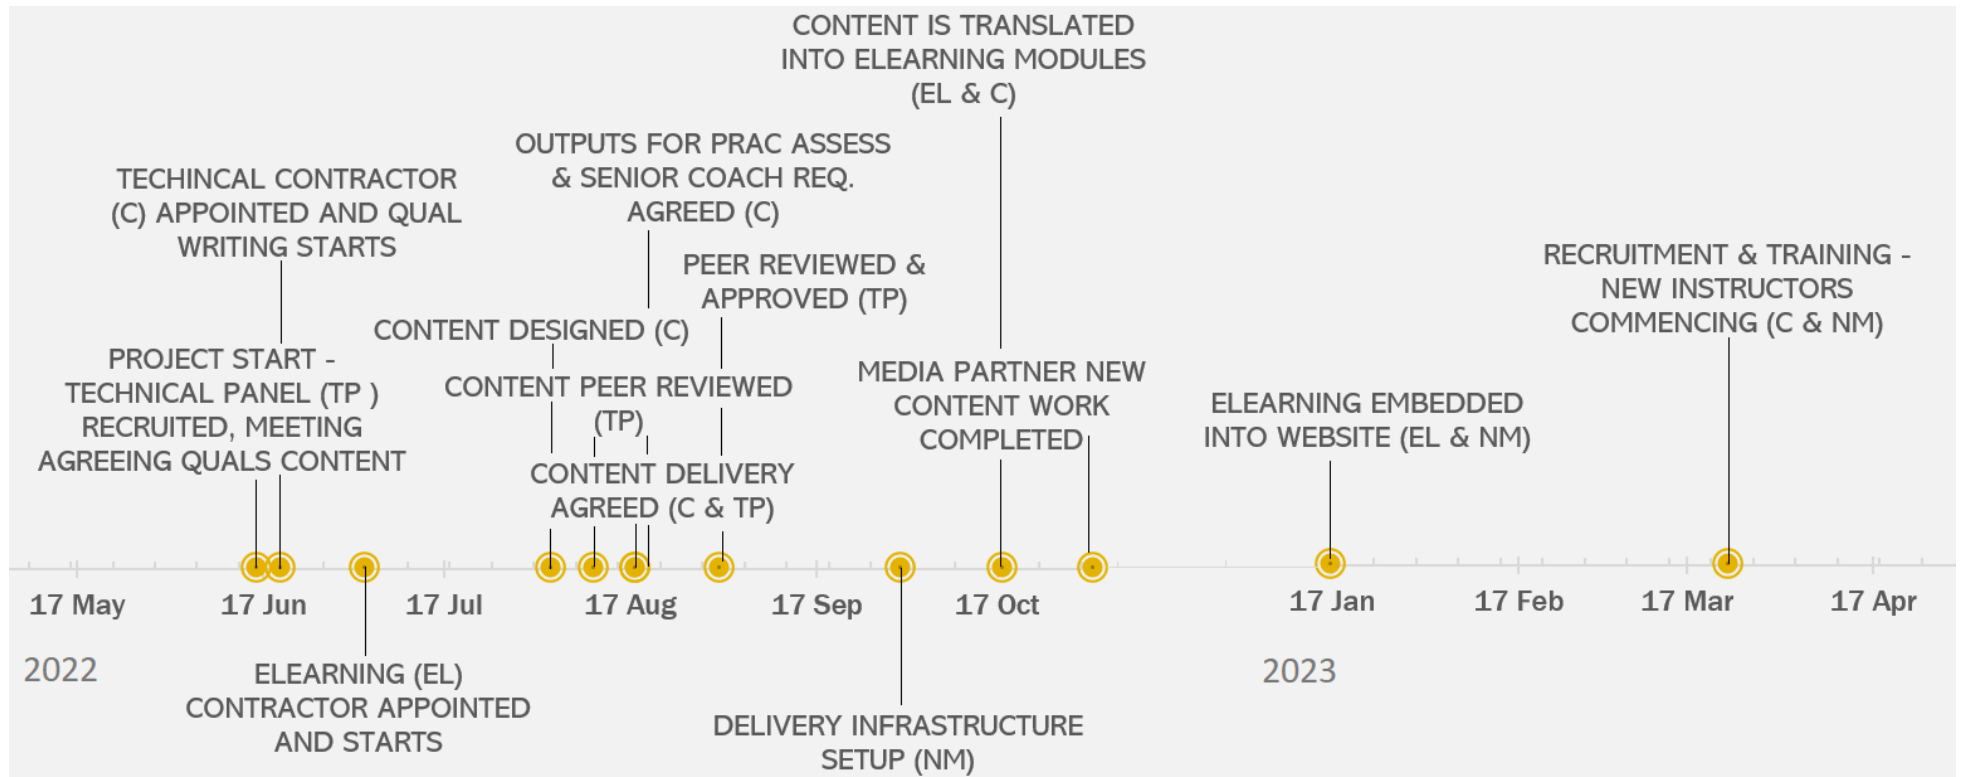 CONTENT IS TRANSLATED
INTO ELEARNING MODULES
(EL & C)
OUTPUTS FOR PRAC ASSESS
& SENIOR COACH REQ.
AGREED (C)
TECHINCAL CONTRACTOR
(C) APPOINTED AND QUAL
WRITING STARTS
PEER REVIEWED &
APPROVED (TP)
RECRUITMENT & TRAINING -
NEW INSTRUCTORS
COMMENCING (C & NM)
CONTENT DESIGNED (C)
PROJECT START -
TECHNICAL PANEL (TP )
RECRUITED, MEETING
AGREEING QUALS CONTENT
CONTENT PEER REVIEWED
(TP)
MEDIA PARTNER NEW
CONTENT WORK
COMPLETED
ELEARNING EMBEDDED
INTO WEBSITE (EL & NM)
CONTENT DELIVERY
AGREED (C & TP)
17 May 17 Jun 17 Jul 17 Aug 17 Sep 17 Oct 17 Jan 17 Feb 17 Mar 17 Apr
2022 2023
ELEARNING (EL)
CONTRACTOR APPOINTED
AND STARTS
DELIVERY INFRASTRUCTURE
SETUP (NM)